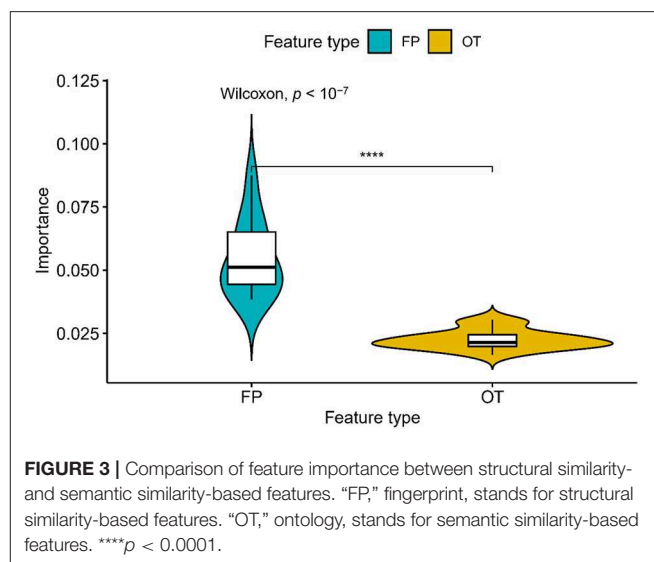 Feature type FP OT
0.125
Wilcoxon, p < 10⁻⁷
0.100
****
0.075
Importance
0.050
0.025
FP OT
Feature type
FIGURE 3 | Comparison of feature importance between structural similarity-
and semantic similarity-based features. “FP,” fingerprint, stands for structural
similarity-based features. “OT,” ontology, stands for semantic similarity-based
features. ****p < 0.0001.